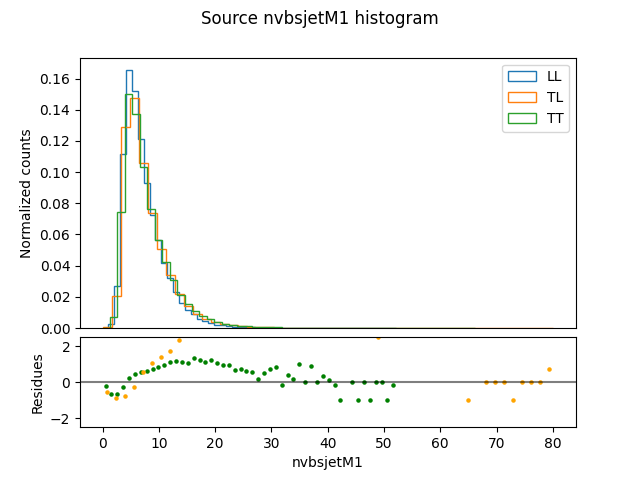 Source nvbsjetM1 histogram
Normalized counts
0.16
0.14
0.12
0.10
0.08
0.06
0.04
0.02
0.00
LL
TL
TT
Residues
2
0
−2
0 10 20 30 40 50 60 70 80
nvbsjetM1